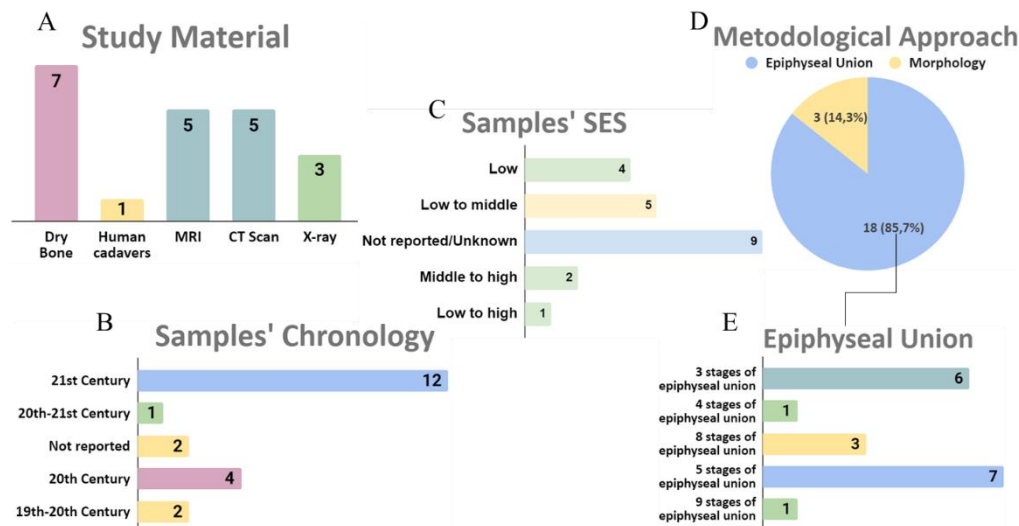 A
Study Material
7
1
5
5
3
Dry
Bone
Human
cadavers
MRI
CT Scan
X-ray
B
Samples' Chronology
21st Century
12
20th-21st Century
1
Not reported
2
20th Century
4
19th-20th Century
2
C
Samples' SES
Low
4
Low to middle
5
Not reported/Unknown
9
Middle to high
2
Low to high
1
D
Metodological Approach
Epiphyseal Union
Morphology
3 (14,3%)
18 (85,7%)
E
Epiphyseal Union
3 stages of
epiphyseal union
6
4 stages of
epiphyseal union
1
8 stages of
epiphyseal union
3
5 stages of
epiphyseal union
7
9 stages of
epiphyseal union
1